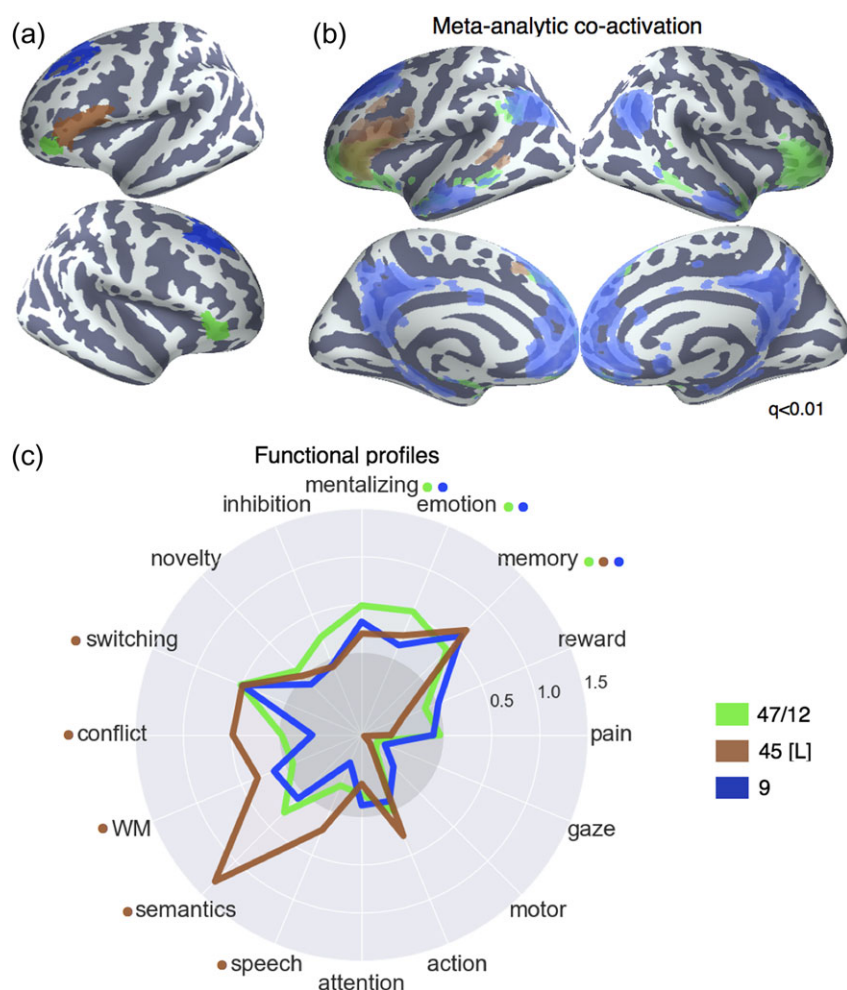 (a)
(b)
Meta-analytic co-activation
q<0.01
(c)
Functional profiles
mentalizing
inhibition
emotion
novelty
memory
switching
reward
0.5
1.0
1.5
conflict
pain
WM
gaze
semantics
motor
speech
action
attention
47/12
45 [L]
9